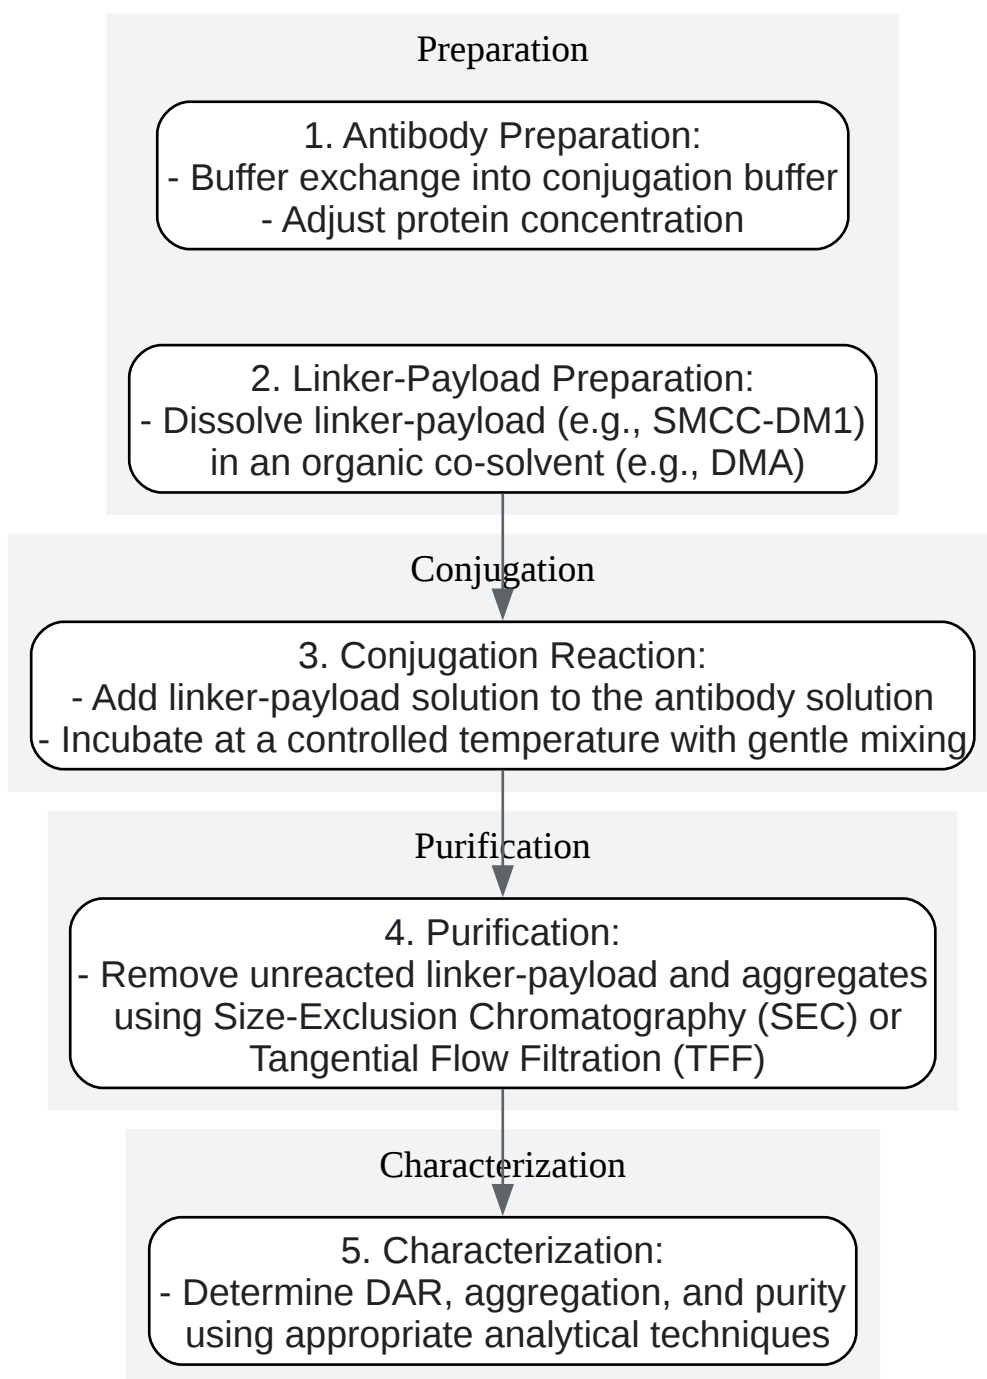 Preparation
1. Antibody Preparation:
- Buffer exchange into conjugation buffer
- Adjust protein concentration
2. Linker-Payload Preparation:
- Dissolve linker-payload (e.g., SMCC-DM1)
in an organic co-solvent (e.g., DMA)
Conjugation
3. Conjugation Reaction:
- Add linker-payload solution to the antibody solution
- Incubate at a controlled temperature with gentle mixing
Purification
4. Purification:
- Remove unreacted linker-payload and aggregates
using Size-Exclusion Chromatography (SEC) or
Tangential Flow Filtration (TFF)
Characterization
5. Characterization:
- Determine DAR, aggregation, and purity
using appropriate analytical techniques